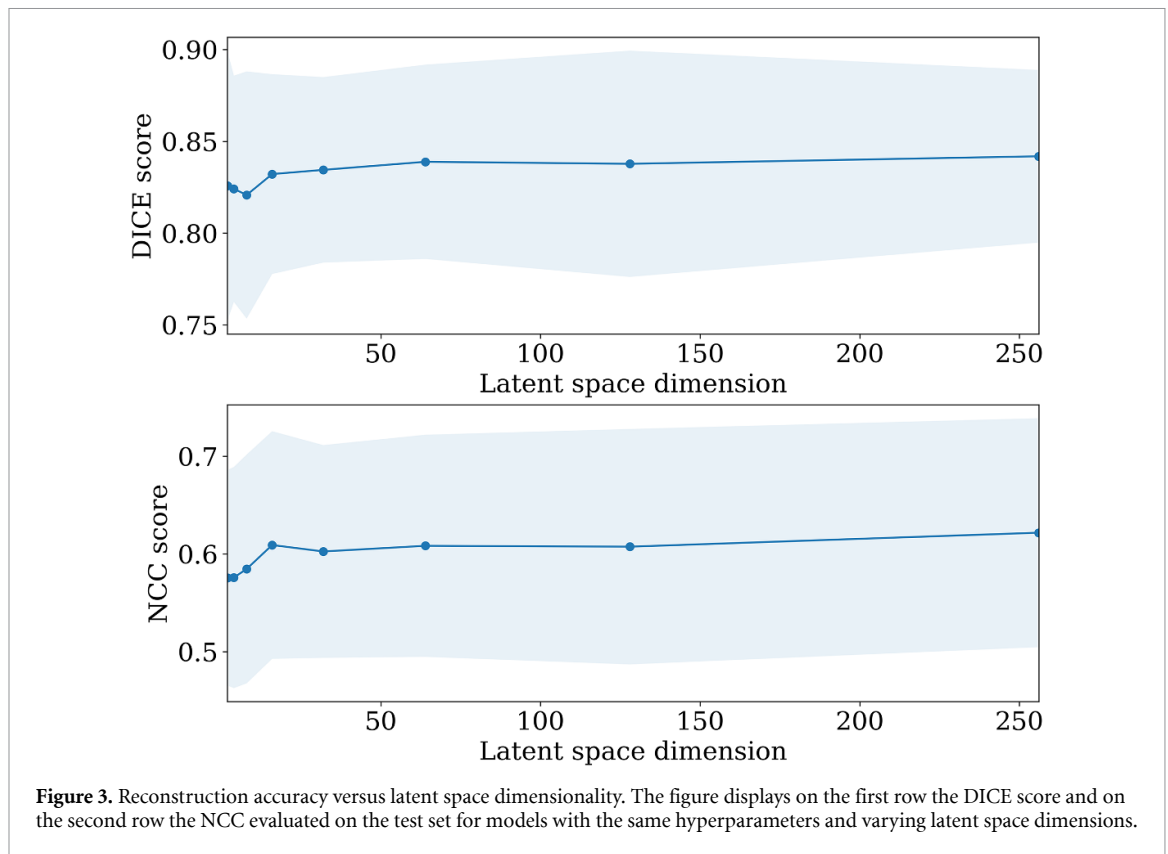 0.90
0.85
0.80
0.75
DICE score
50 100 150 200 250
Latent space dimension
0.7
0.6
0.5
NCC score
50 100 150 200 250
Latent space dimension
Figure 3. Reconstruction accuracy versus latent space dimensionality. The figure displays on the first row the DICE score and on
the second row the NCC evaluated on the test set for models with the same hyperparameters and varying latent space dimensions.